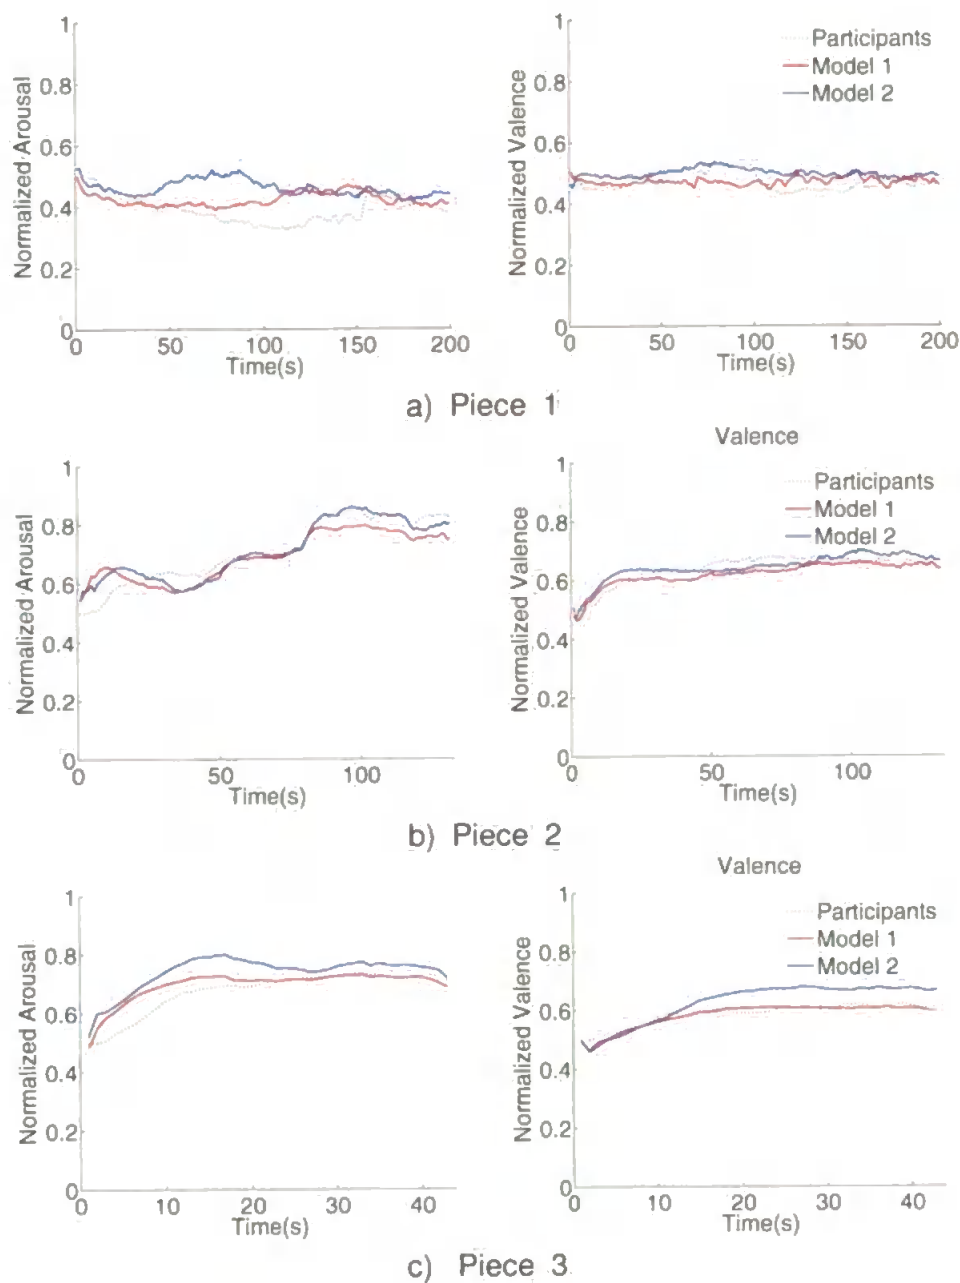 1
0.8
0.6
0.4
0.2
0
Normalized Arousal
0 50 100 150 200
Time(s)
1
0.8
0.6
0.4
0.2
0
Normalized Valence
Participants
Model 1
Model 2
0 50 100 150 200
Time(s)
a) Piece 1
1
0.8
0.6
0.4
0.2
0
Normalized Arousal
0 50 100
Time(s)
Valence
1
0.8
0.6
0.4
0.2
0
Normalized Valence
Participants
Model 1
Model 2
0 50 100
Time(s)
b) Piece 2
1
0.8
0.6
0.4
0.2
0
Normalized Arousal
0 10 20 30 40
Time(s)
Valence
1
0.8
0.6
0.4
0.2
0
Normalized Valence
Participants
Model 1
Model 2
0 10 20 30 40
Time(s)
c) Piece 3